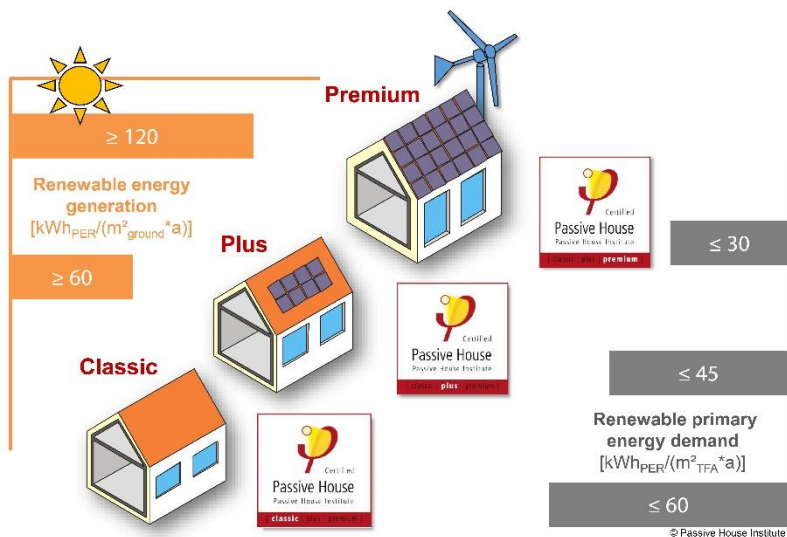 Premium
≥ 120
Renewable energy
generation
[kWhPER/(m²ground*a)]
Certified
Passive House
Passive House Institute
| classic | plus | premium |
≤ 30
Plus
≥ 60
Certified
Passive House
Passive House Institute
| classic | plus | premium |
≤ 45
Classic
Renewable primary
energy demand
[kWhPER/(m²TFA*a)]
Certified
Passive House
Passive House Institute
| classic | plus | premium |
≤ 60
© Passive House Institute